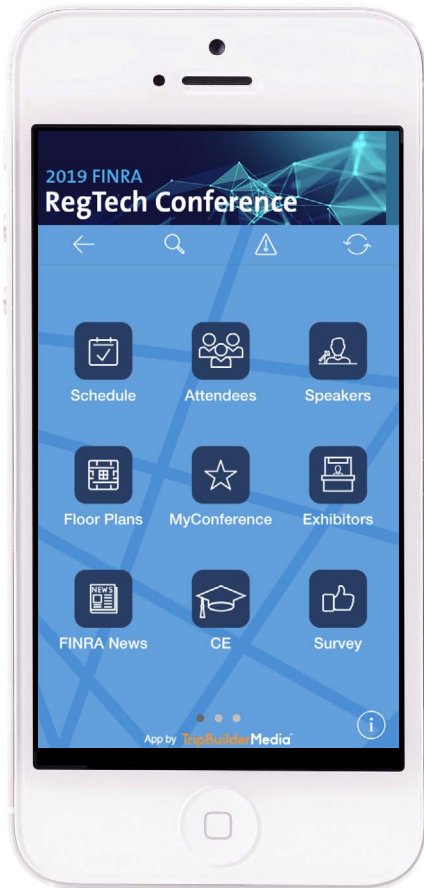 2019 FINRA
RegTech Conference
Schedule
Attendees
Speakers
Floor Plans
MyConference
Exhibitors
NEWS
FINRA News
CE
Survey
App by TripBuilderMedia
i